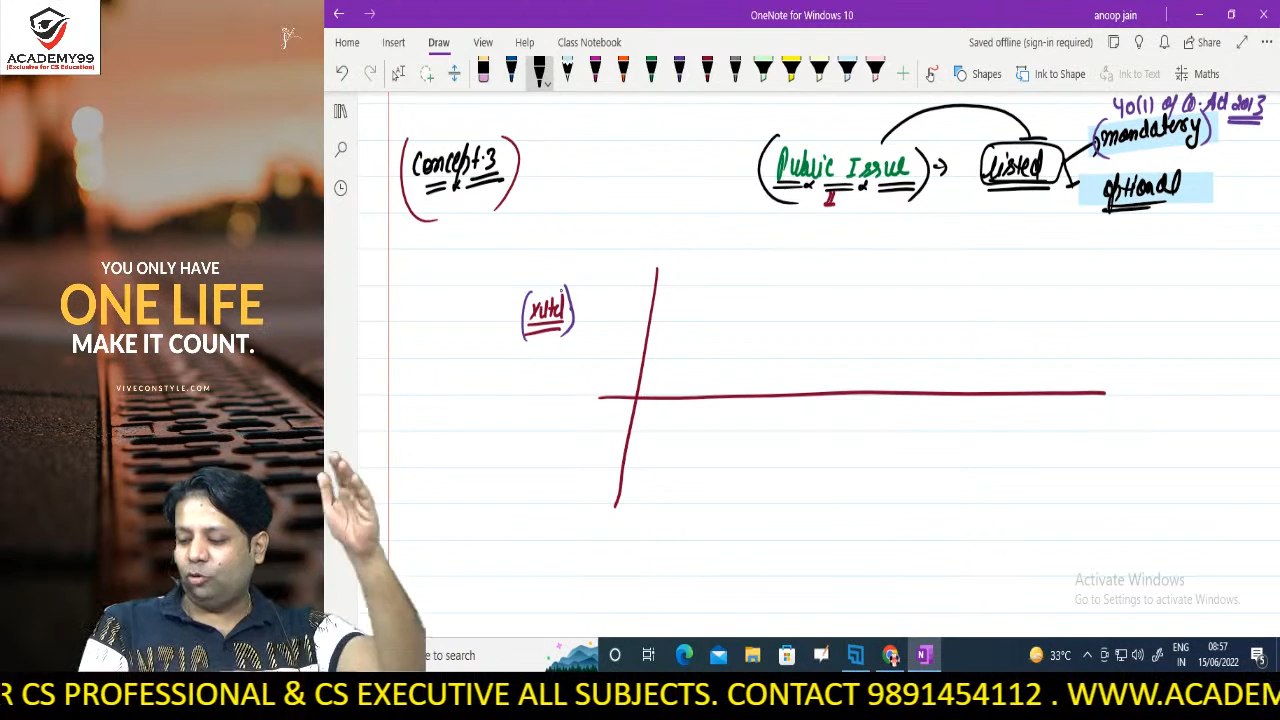 ACADEMY99
(Exclusive for CS Education)
YOU ONLY HAVE
ONE LIFE
MAKE IT COUNT.
VIVECONSTYLE.COM
OneNote for Windows 10
anoop jain
Home Insert Draw View Help Class Notebook
Saved offline (sign-in required)
Share
Shapes
Ink to Shape
Ink to Text
Maths
40(1) of Co. Act 2013
Concept.3
(Public Issue) → Listed
(mandatory)
optional
Activate Windows
Go to Settings to activate Windows.
e to search
33°C
ENG
IN
08:57
15/06/2022
5
R CS PROFESSIONAL & CS EXECUTIVE ALL SUBJECTS. CONTACT 9891454112 . WWW.ACADEM